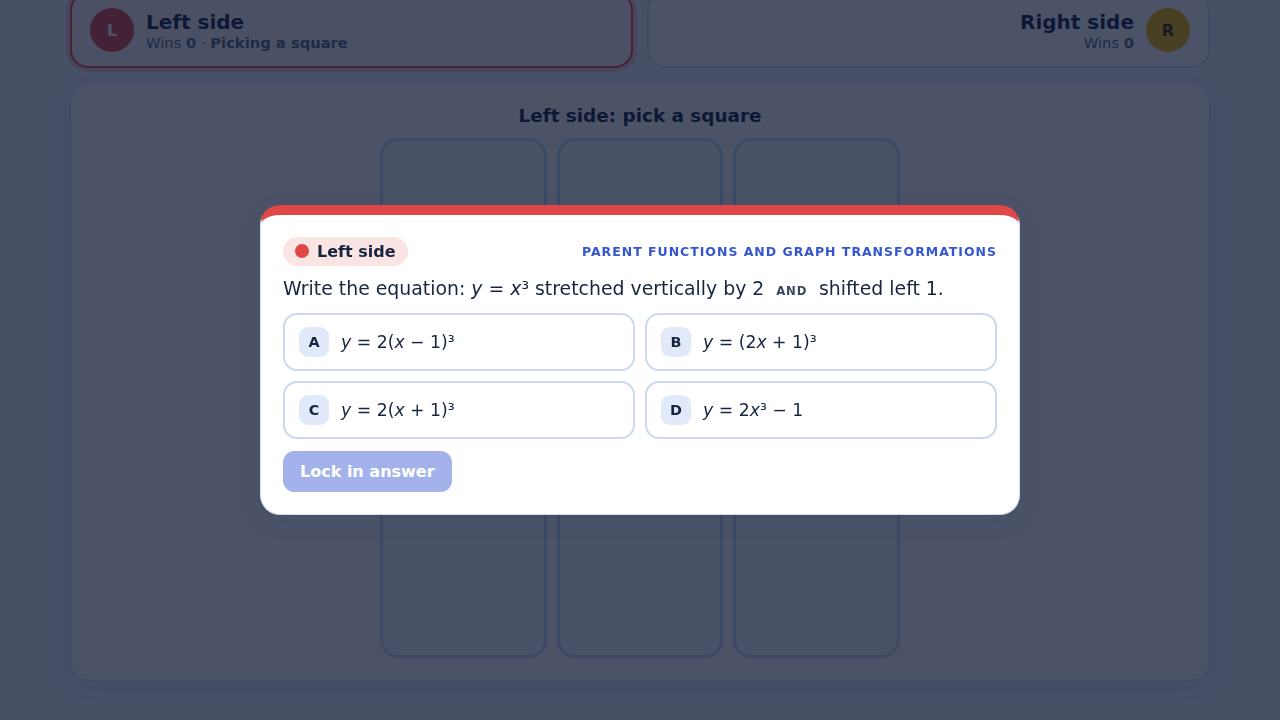 L
Left side
Wins 0 · Picking a square
Right side
Wins 0
R
Left side: pick a square
Left side
PARENT FUNCTIONS AND GRAPH TRANSFORMATIONS
Write the equation: y = x³ stretched vertically by 2 AND shifted left 1.
A y = 2(x − 1)³
B y = (2x + 1)³
C y = 2(x + 1)³
D y = 2x³ − 1
Lock in answer